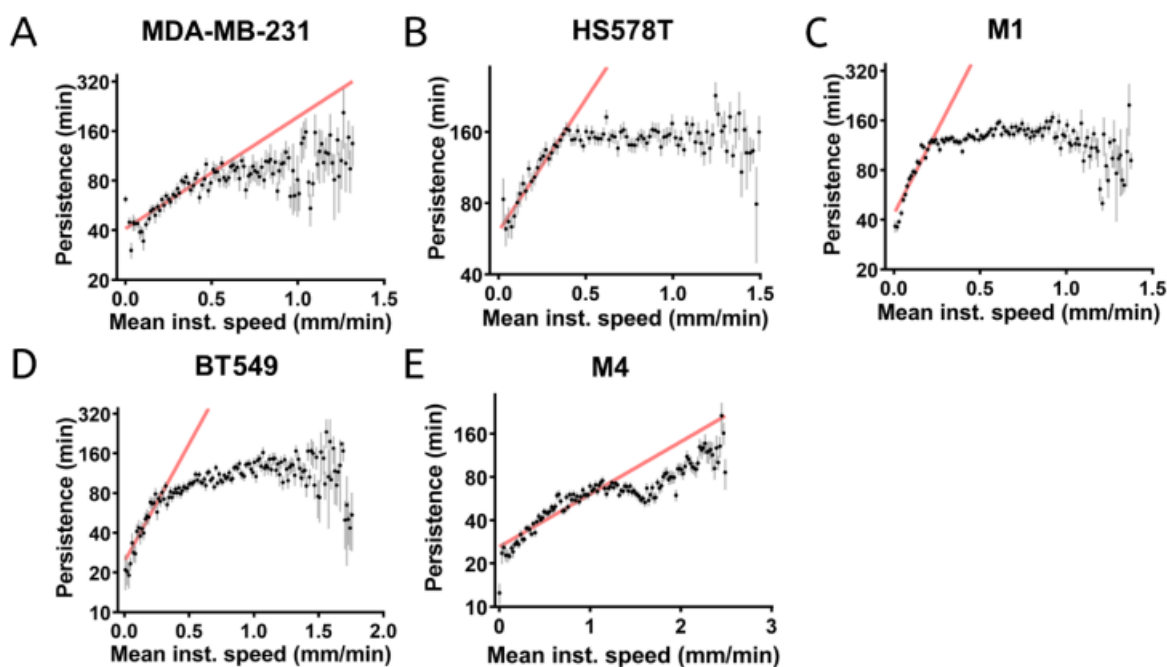 A MDA-MB-231
Persistence (min)
320
160
80
40
20
0.0 0.5 1.0 1.5
Mean inst. speed (mm/min)
B HS578T
Persistence (min)
160
80
40
0.0 0.5 1.0 1.5
Mean inst. speed (mm/min)
C M1
Persistence (min)
320
160
80
40
20
0.0 0.5 1.0 1.5
Mean inst. speed (mm/min)
D BT549
Persistence (min)
320
160
80
40
20
10
0.0 0.5 1.0 1.5 2.0
Mean inst. speed (mm/min)
E M4
Persistence (min)
160
80
40
20
10
0 1 2 3
Mean inst. speed (mm/min)